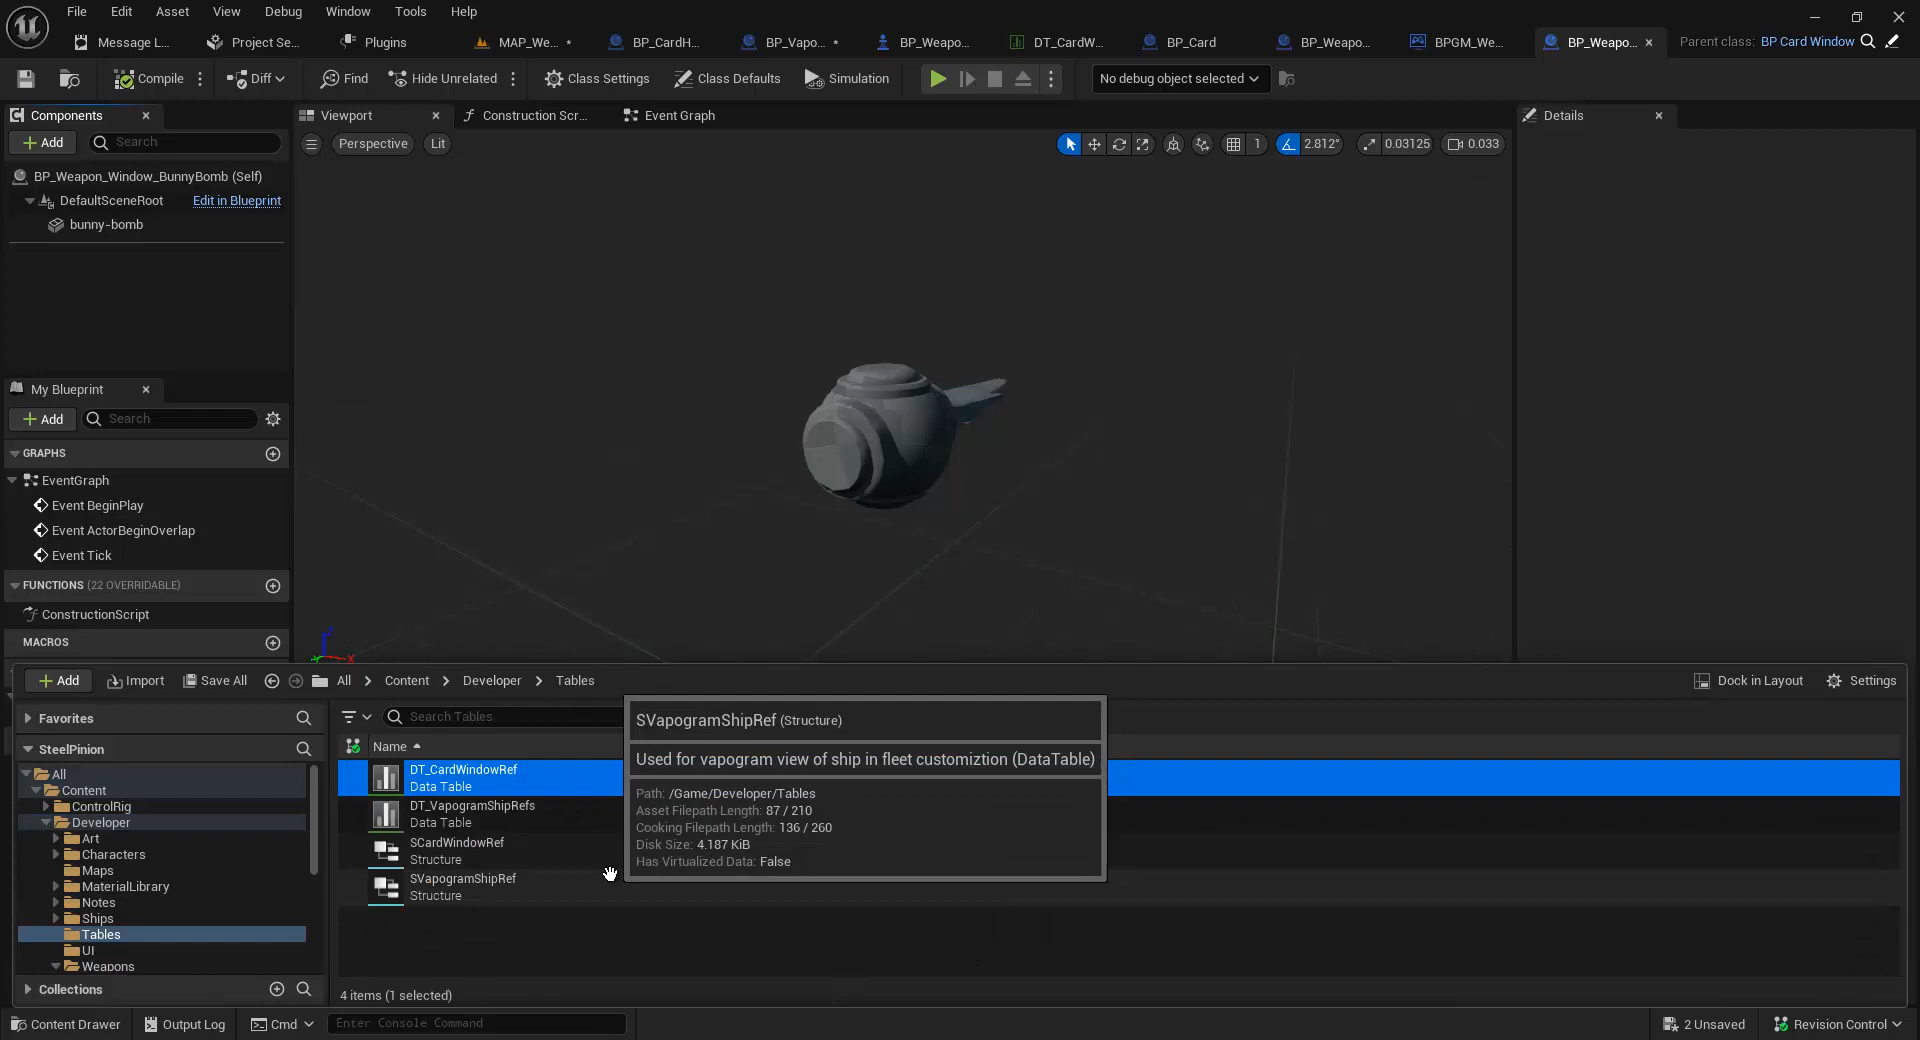 File Edit Asset View Debug Window Tools Help
Message L... Project Se... Plugins MAP_We... * BP_CardH... BP_Vapo... * BP_Weapo... DT_CardW... BP_Card BP_Weapo... BPGM_We... BP_Weapo... Parent class: BP Card Window
Compile Diff Find Hide Unrelated Class Settings Class Defaults Simulation No debug object selected
Components Viewport Construction Scr... Event Graph Details
Add Search Perspective Lit 1 2.812° 0.03125 0.033
BP_Weapon_Window_BunnyBomb (Self)
DefaultSceneRoot Edit in Blueprint
bunny-bomb
My Blueprint
Add Search
GRAPHS
EventGraph
Event BeginPlay
Event ActorBeginOverlap
Event Tick
FUNCTIONS (22 OVERRIDABLE)
ConstructionScript
MACROS
Z
Y X
Add Import Save All All > Content > Developer > Tables Dock in Layout Settings
Favorites
SteelPinion
All
Content
ControlRig
Developer
Art
Characters
Maps
MaterialLibrary
Notes
Ships
Tables
UI
Weapons
Collections
Search Tables
Name
DT_CardWindowRef
Data Table
DT_VapogramShipRefs
Data Table
SCardWindowRef
Structure
SVapogramShipRef
Structure
SVapogramShipRef (Structure)
Used for vapogram view of ship in fleet customiztion (DataTable)
Path: /Game/Developer/Tables
Asset Filepath Length: 87 / 210
Cooking Filepath Length: 136 / 260
Disk Size: 4.187 KiB
Has Virtualized Data: False
4 items (1 selected)
Content Drawer Output Log Cmd Enter Console Command 2 Unsaved Revision Control